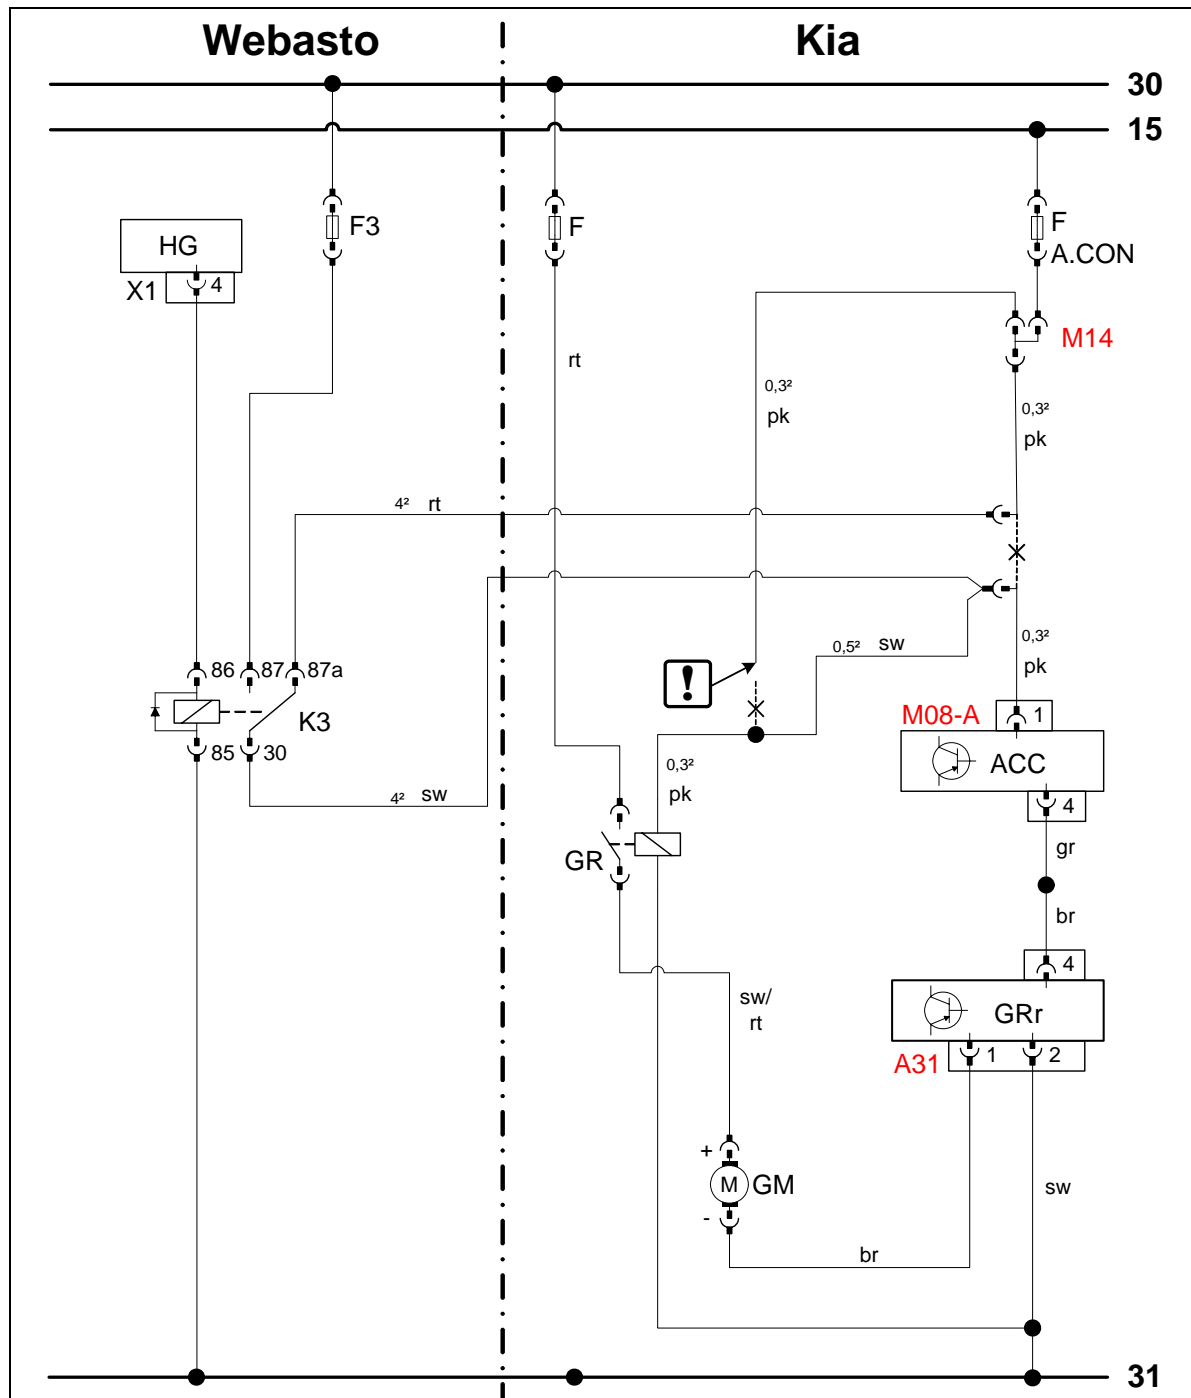 Webasto
Kia
30
15
F3
F
F
A.CON
HG
X1
4
M14
rt
0,3²
pk
0,3²
pk
4² rt
0,5² sw
0,3²
pk
86
87
87a
!
K3
M08-A
1
85
30
ACC
0,3²
pk
4² sw
4
GR
gr
br
4
sw/
rt
GRr
A31
1
2
+
M
GM
sw
-
br
31